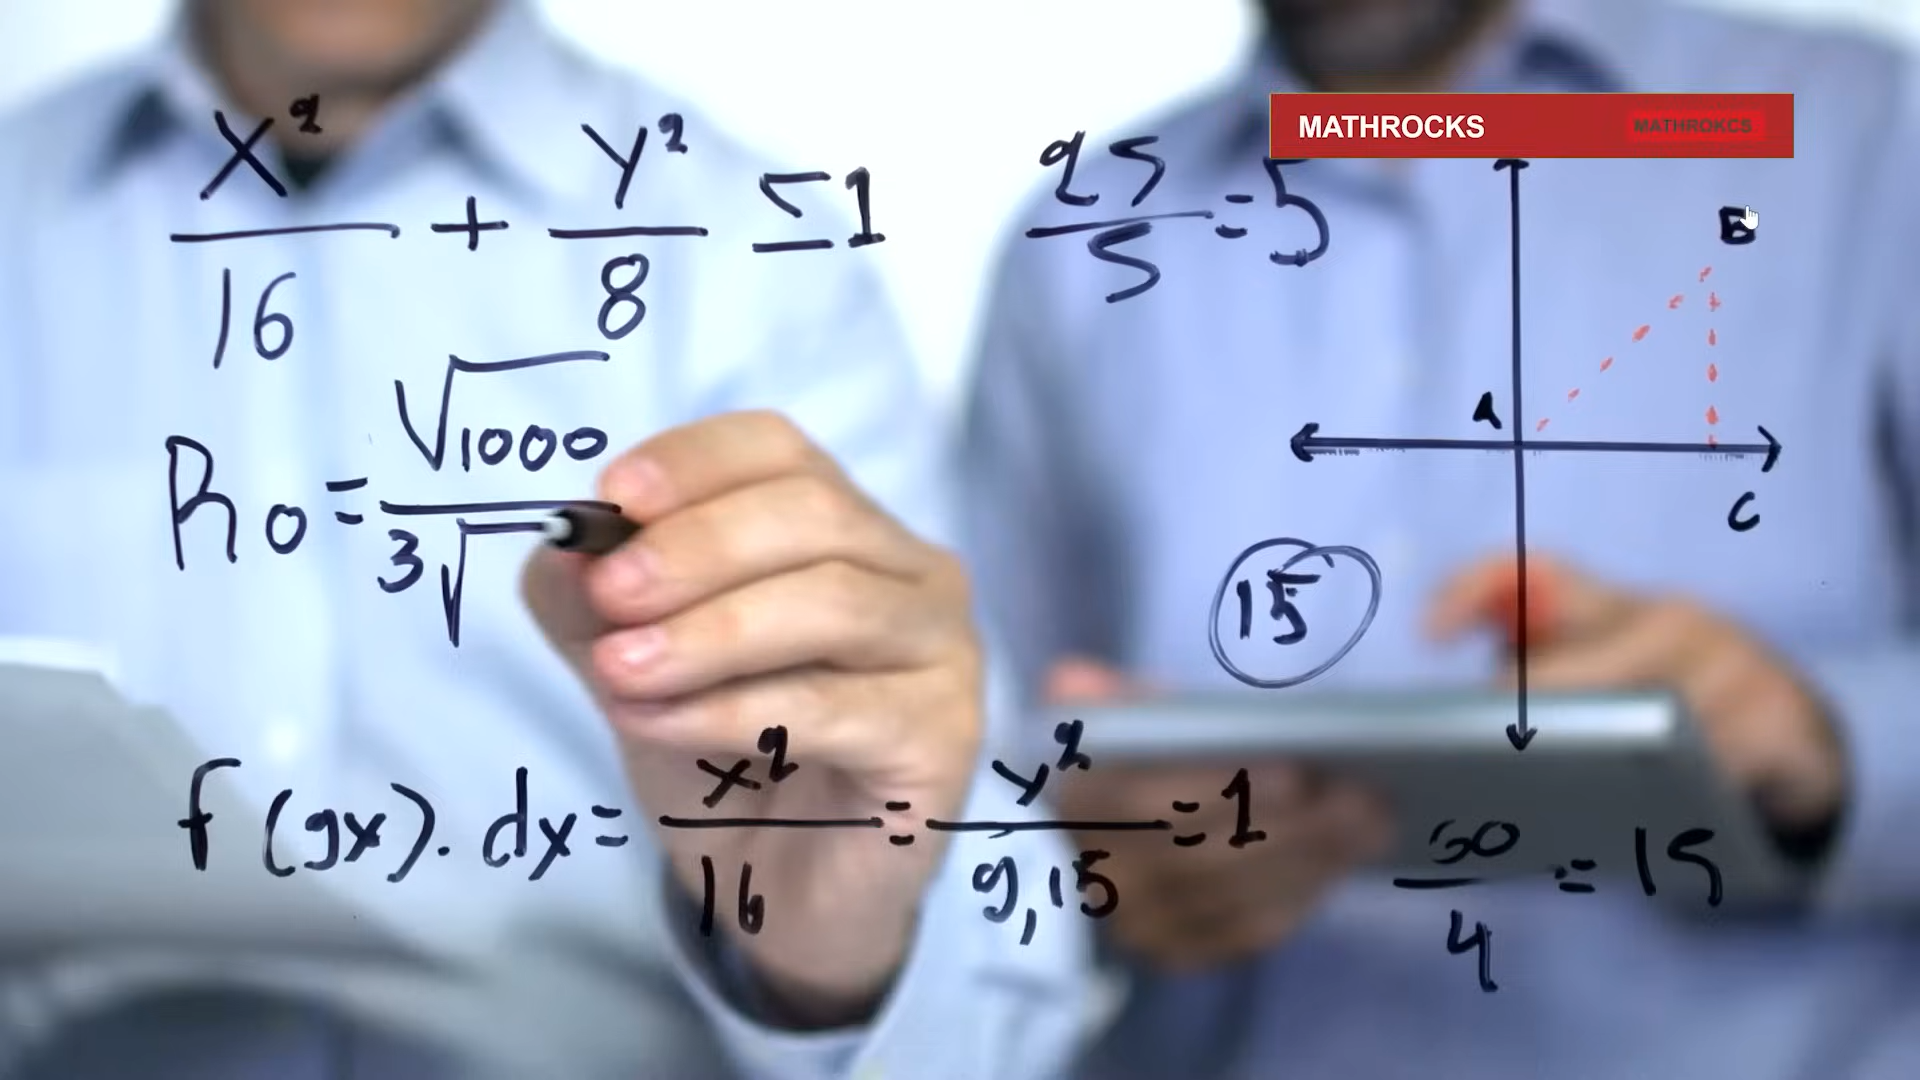 MATHROCKS MATHROKCS
x²/16 + y²/8 ≤ 1
25/5 = 5
B
A
C
Ro = √1000 / 3√
15
f(gx).dx = x²/16 = y²/9,15 = 1
60/4 = 15